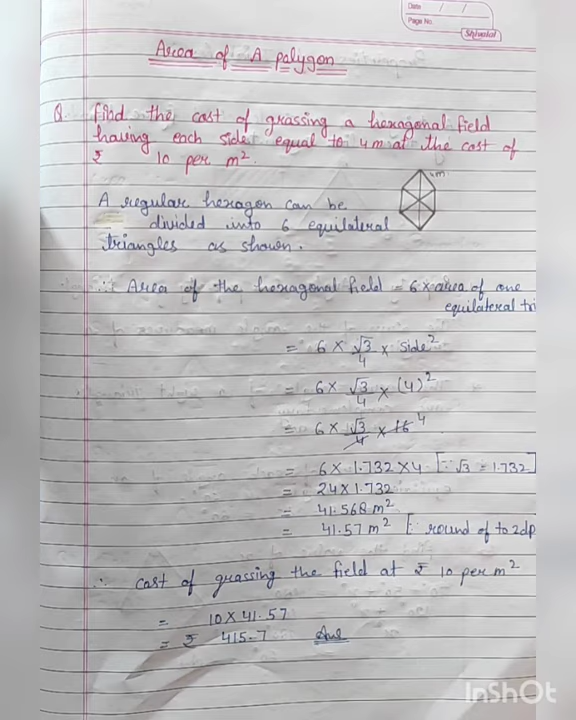 Date / /
Page No.
Shivalal
Area of A polygon
Q. Find the cost of grassing a hexagonal field
having each side equal to 4m at the cost of
₹ 10 per m².
4m
A regular hexagon can be
divided into 6 equilateral
triangles as shown.
∴ Area of the hexagonal field = 6 × area of one
equilateral tri
= 6 × √3/4 × side²
= 6 × √3/4 × (4)²
= 6 × √3/4 × 16 4
= 6 × 1.732 × 4 [∵ √3 = 1.732]
= 24 × 1.732
= 41.568 m²
= 41.57 m² [∵ round of to 2dp
∴ cost of grassing the field at ₹ 10 per m²
= 10 × 41.57
= ₹ 415.7 Ans
InShOt